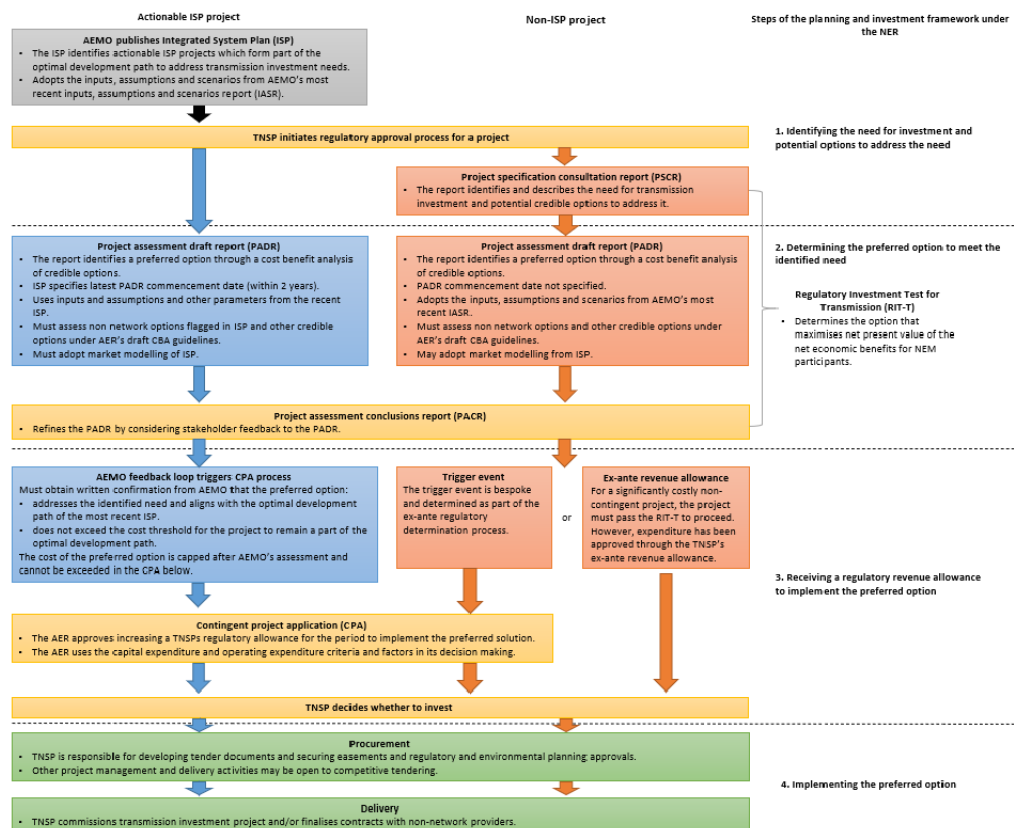 Actionable ISP project
Non-ISP project
Steps of the planning and investment framework under
the NER
AEMO publishes Integrated System Plan (ISP)
• The ISP identifies actionable ISP projects which form part of the
optimal development path to address transmission investment needs.
• Adopts the inputs, assumptions and scenarios from AEMO's most
recent inputs, assumptions and scenarios report (IASR).
TNSP initiates regulatory approval process for a project
1. Identifying the need for investment and
potential options to address the need
Project specification consultation report (PSCR)
• The report identifies and describes the need for transmission
investment and potential credible options to address it.
Project assessment draft report (PADR)
• The report identifies a preferred option through a cost benefit analysis
of credible options.
• ISP specifies latest PADR commencement date (within 2 years).
• Uses inputs and assumptions and other parameters from the recent
ISP.
• Must assess non network options flagged in ISP and other credible
options under AER's draft CBA guidelines.
• Must adopt market modelling of ISP.
Project assessment draft report (PADR)
• The report identifies a preferred option through a cost benefit analysis
of credible options.
• PADR commencement date not specified.
• Adopts the inputs, assumptions and scenarios from AEMO's most
recent IASR.
• Must assess non network options and other credible options under
AER's draft CBA guidelines.
• May adopt market modelling from ISP.
2. Determining the preferred option to meet the
identified need
Regulatory Investment Test for
Transmission (RIT-T)
• Determines the option that
maximises net present value of the
net economic benefits for NEM
participants.
Project assessment conclusions report (PACR)
• Refines the PADR by considering stakeholder feedback to the PADR.
AEMO feedback loop triggers CPA process
Must obtain written confirmation from AEMO that the preferred option:
• addresses the identified need and aligns with the optimal development
path of the most recent ISP.
• does not exceed the cost threshold for the project to remain a part of the
optimal development path.
The cost of the preferred option is capped after AEMO's assessment and
cannot be exceeded in the CPA below.
Trigger event
The trigger event is bespoke
and determined as part of the
ex-ante regulatory
determination process.
or
Ex-ante revenue allowance
For a significantly costly non-
contingent project, the project
must pass the RIT-T to proceed.
However, expenditure has been
approved through the TNSP's
ex-ante revenue allowance.
3. Receiving a regulatory revenue allowance
to implement the preferred option
Contingent project application (CPA)
• The AER approves increasing a TNSPs regulatory allowance for the period to implement the preferred solution.
• The AER uses the capital expenditure and operating expenditure criteria and factors in its decision making.
TNSP decides whether to invest
Procurement
• TNSP is responsible for developing tender documents and securing easements and regulatory and environmental planning approvals.
• Other project management and delivery activities may be open to competitive tendering.
4. Implementing the preferred option
Delivery
• TNSP commissions transmission investment project and/or finalises contracts with non-network providers.